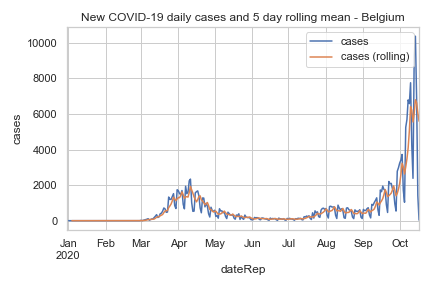 New COVID-19 daily cases and 5 day rolling mean - Belgium
cases
cases (rolling)
10000
8000
6000
4000
2000
0
cases
Jan Feb Mar Apr May Jun Jul Aug Sep Oct
2020
dateRep